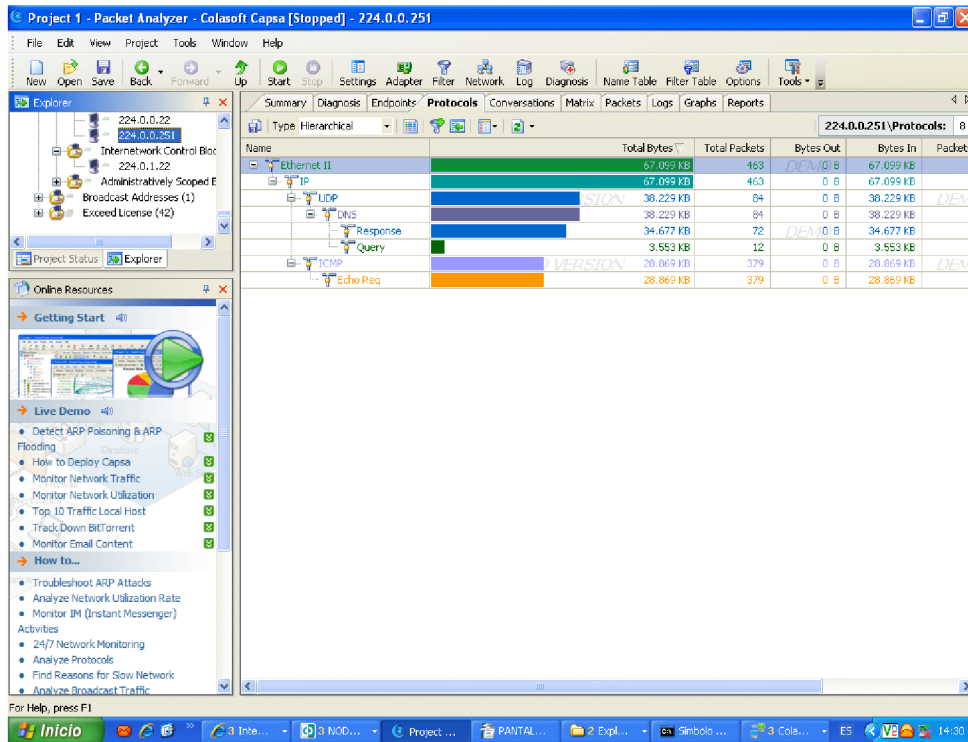 Project 1 - Packet Analyzer - Colasoft Capsa [Stopped] - 224.0.0.251
File Edit View Project Tools Window Help
New Open Save Back Forward Up Start Stop Settings Adapter Filter Network Log Diagnosis Name Table Filter Table Options Tools
Explorer
224.0.0.22
224.0.0.251
Internetwork Control Bloc
224.0.1.22
Administratively Scoped E
Broadcast Addresses (1)
Exceed License (42)
Project Status Explorer
Online Resources
Getting Start
Live Demo
Detect ARP Poisoning & ARP
Flooding
How to Deploy Capsa
Monitor Network Traffic
Monitor Network Utilization
Top 10 Traffic Local Host
Track Down BitTorrent
Monitor Email Content
How to...
Troubleshoot ARP Attacks
Analyze Network Utilization Rate
Monitor IM (Instant Messenger)
Activities
24/7 Network Monitoring
Analyze Protocols
Find Reasons for Slow Network
Analyze Broadcast Traffic
Summary Diagnosis Endpoints Protocols Conversations Matrix Packets Logs Graphs Reports
Type Hierarchical 224.0.0.251\Protocols: 8
Name Total Bytes Total Packets Bytes Out Bytes In Packet
Ethernet II 67.099 KB 463 0 B 67.099 KB
IP 67.099 KB 463 0 B 67.099 KB
UDP 38.229 KB 84 0 B 38.229 KB
DNS 38.229 KB 84 0 B 38.229 KB
Response 34.677 KB 72 0 B 34.677 KB
Query 3.553 KB 12 0 B 3.553 KB
ICMP 28.869 KB 379 0 B 28.869 KB
Echo Req 28.869 KB 379 0 B 28.869 KB
For Help, press F1
Inicio 3 Inte... 3 NOD... Project ... PANTAL... 2 Expl... Símbolo ... 3 Cola... ES 14:30